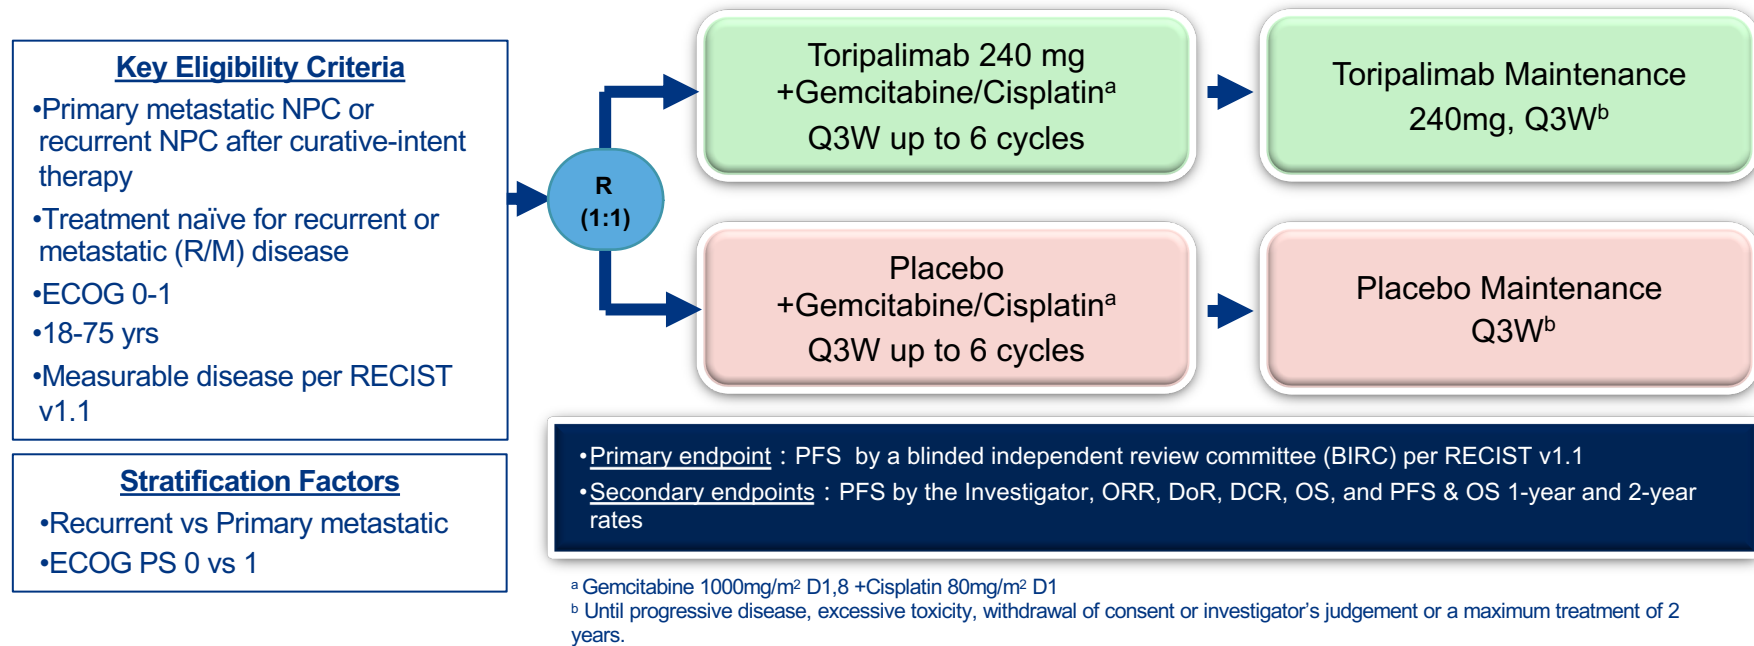 Key Eligibility Criteria
•Primary metastatic NPC or
recurrent NPC after curative-intent
therapy
•Treatment naïve for recurrent or
metastatic (R/M) disease
•ECOG 0-1
•18-75 yrs
•Measurable disease per RECIST
v1.1
Stratification Factors
•Recurrent vs Primary metastatic
•ECOG PS 0 vs 1
R
(1:1)
Toripalimab 240 mg
+Gemcitabine/Cisplatinᵃ
Q3W up to 6 cycles
Toripalimab Maintenance
240mg, Q3Wᵇ
Placebo
+Gemcitabine/Cisplatinᵃ
Q3W up to 6 cycles
Placebo Maintenance
Q3Wᵇ
•Primary endpoint：PFS by a blinded independent review committee (BIRC) per RECIST v1.1
•Secondary endpoints：PFS by the Investigator, ORR, DoR, DCR, OS, and PFS & OS 1-year and 2-year
rates
ᵃ Gemcitabine 1000mg/m² D1,8 +Cisplatin 80mg/m² D1
ᵇ Until progressive disease, excessive toxicity, withdrawal of consent or investigator’s judgement or a maximum treatment of 2
years.